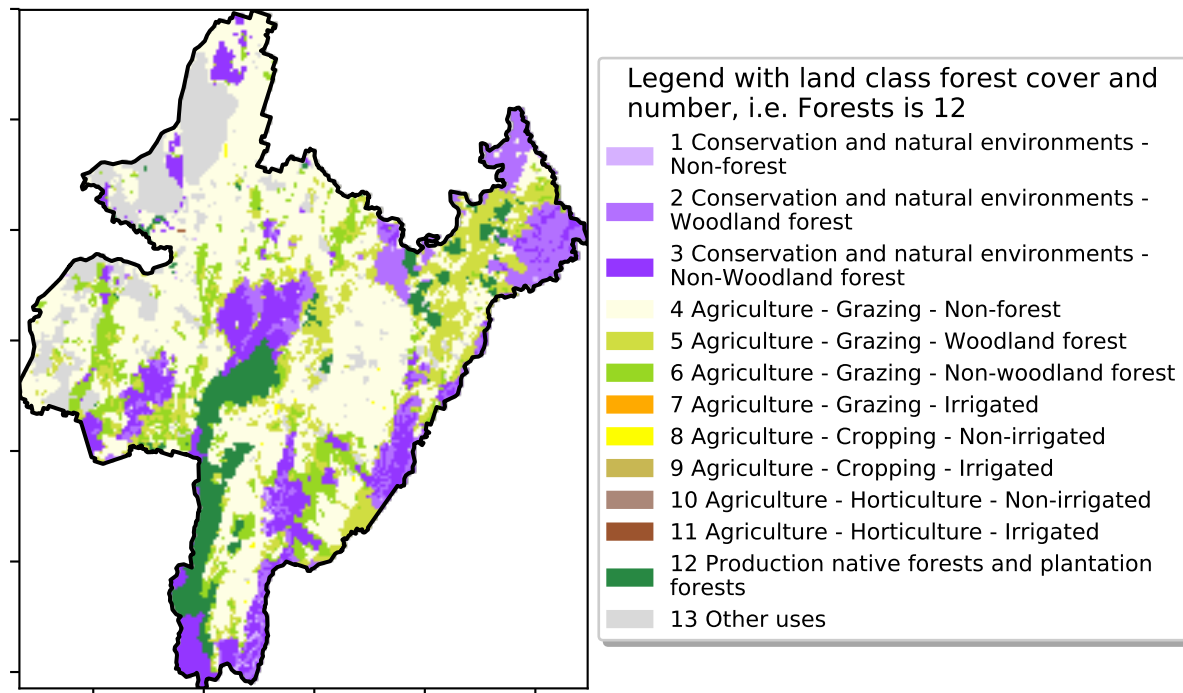 Legend with land class forest cover and
number, i.e. Forests is 12
1 Conservation and natural environments -
Non-forest
2 Conservation and natural environments -
Woodland forest
3 Conservation and natural environments -
Non-Woodland forest
4 Agriculture - Grazing - Non-forest
5 Agriculture - Grazing - Woodland forest
6 Agriculture - Grazing - Non-woodland forest
7 Agriculture - Grazing - Irrigated
8 Agriculture - Cropping - Non-irrigated
9 Agriculture - Cropping - Irrigated
10 Agriculture - Horticulture - Non-irrigated
11 Agriculture - Horticulture - Irrigated
12 Production native forests and plantation
forests
13 Other uses